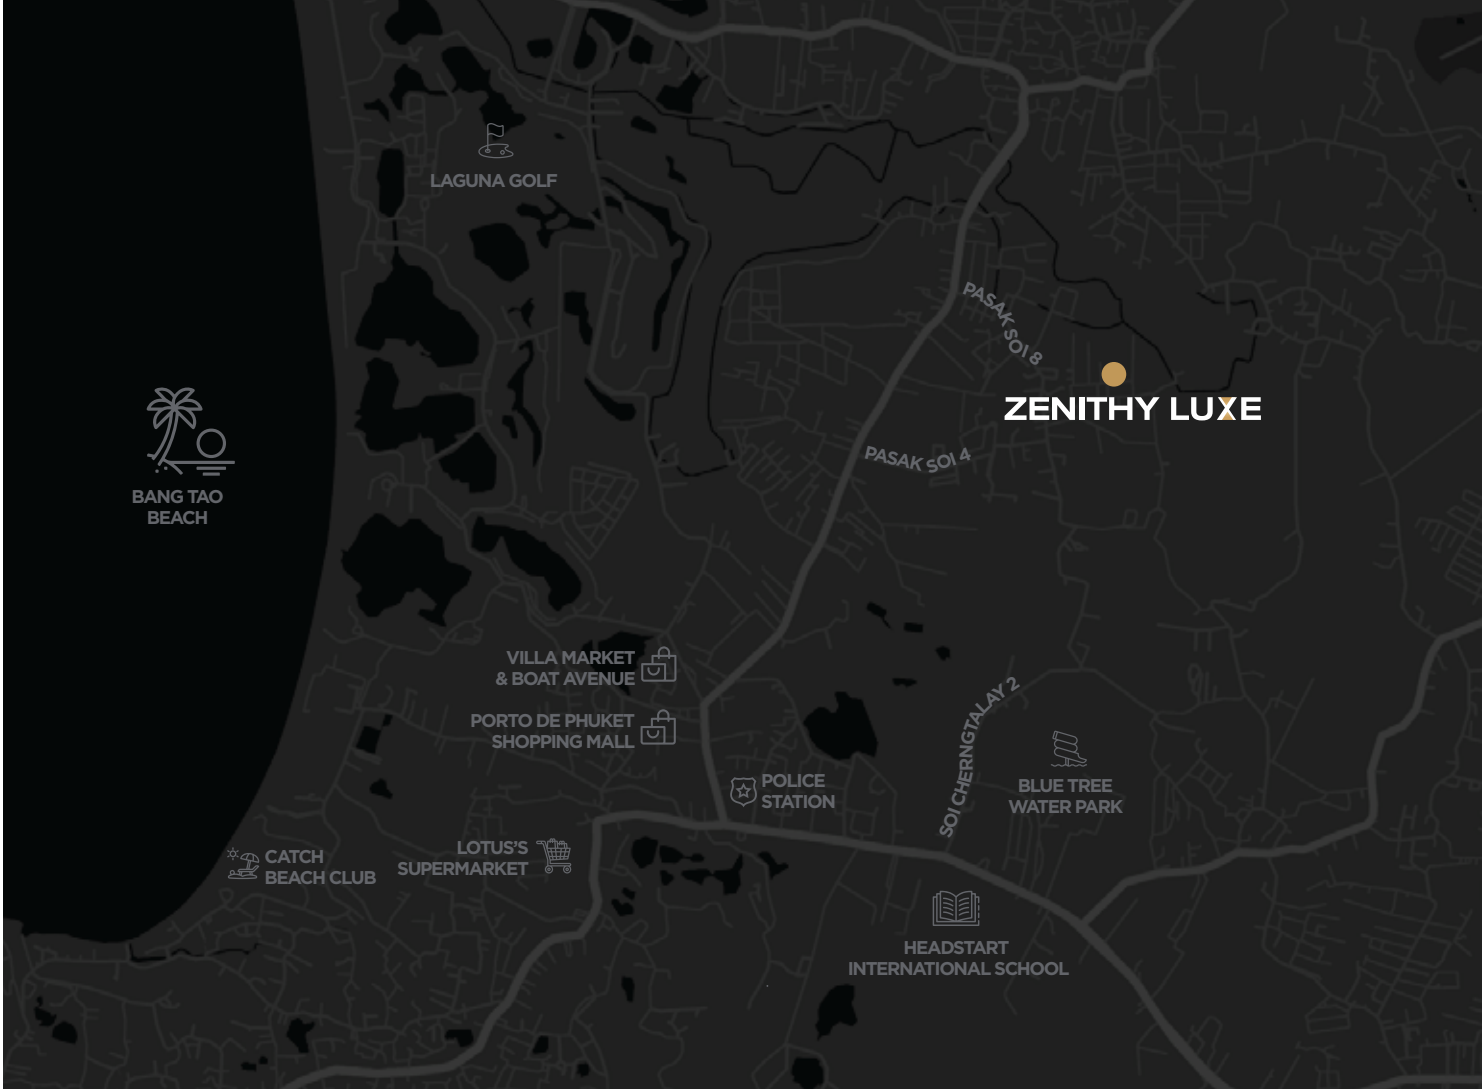 LAGUNA GOLF
PASAK SOI 8
ZENITHY LUXE
PASAK SOI 4
BANG TAO
BEACH
VILLA MARKET
& BOAT AVENUE
PORTO DE PHUKET
SHOPPING MALL
SOI CHERNGTALAY 2
POLICE
STATION
BLUE TREE
WATER PARK
LOTUS'S
SUPERMARKET
CATCH
BEACH CLUB
HEADSTART
INTERNATIONAL SCHOOL